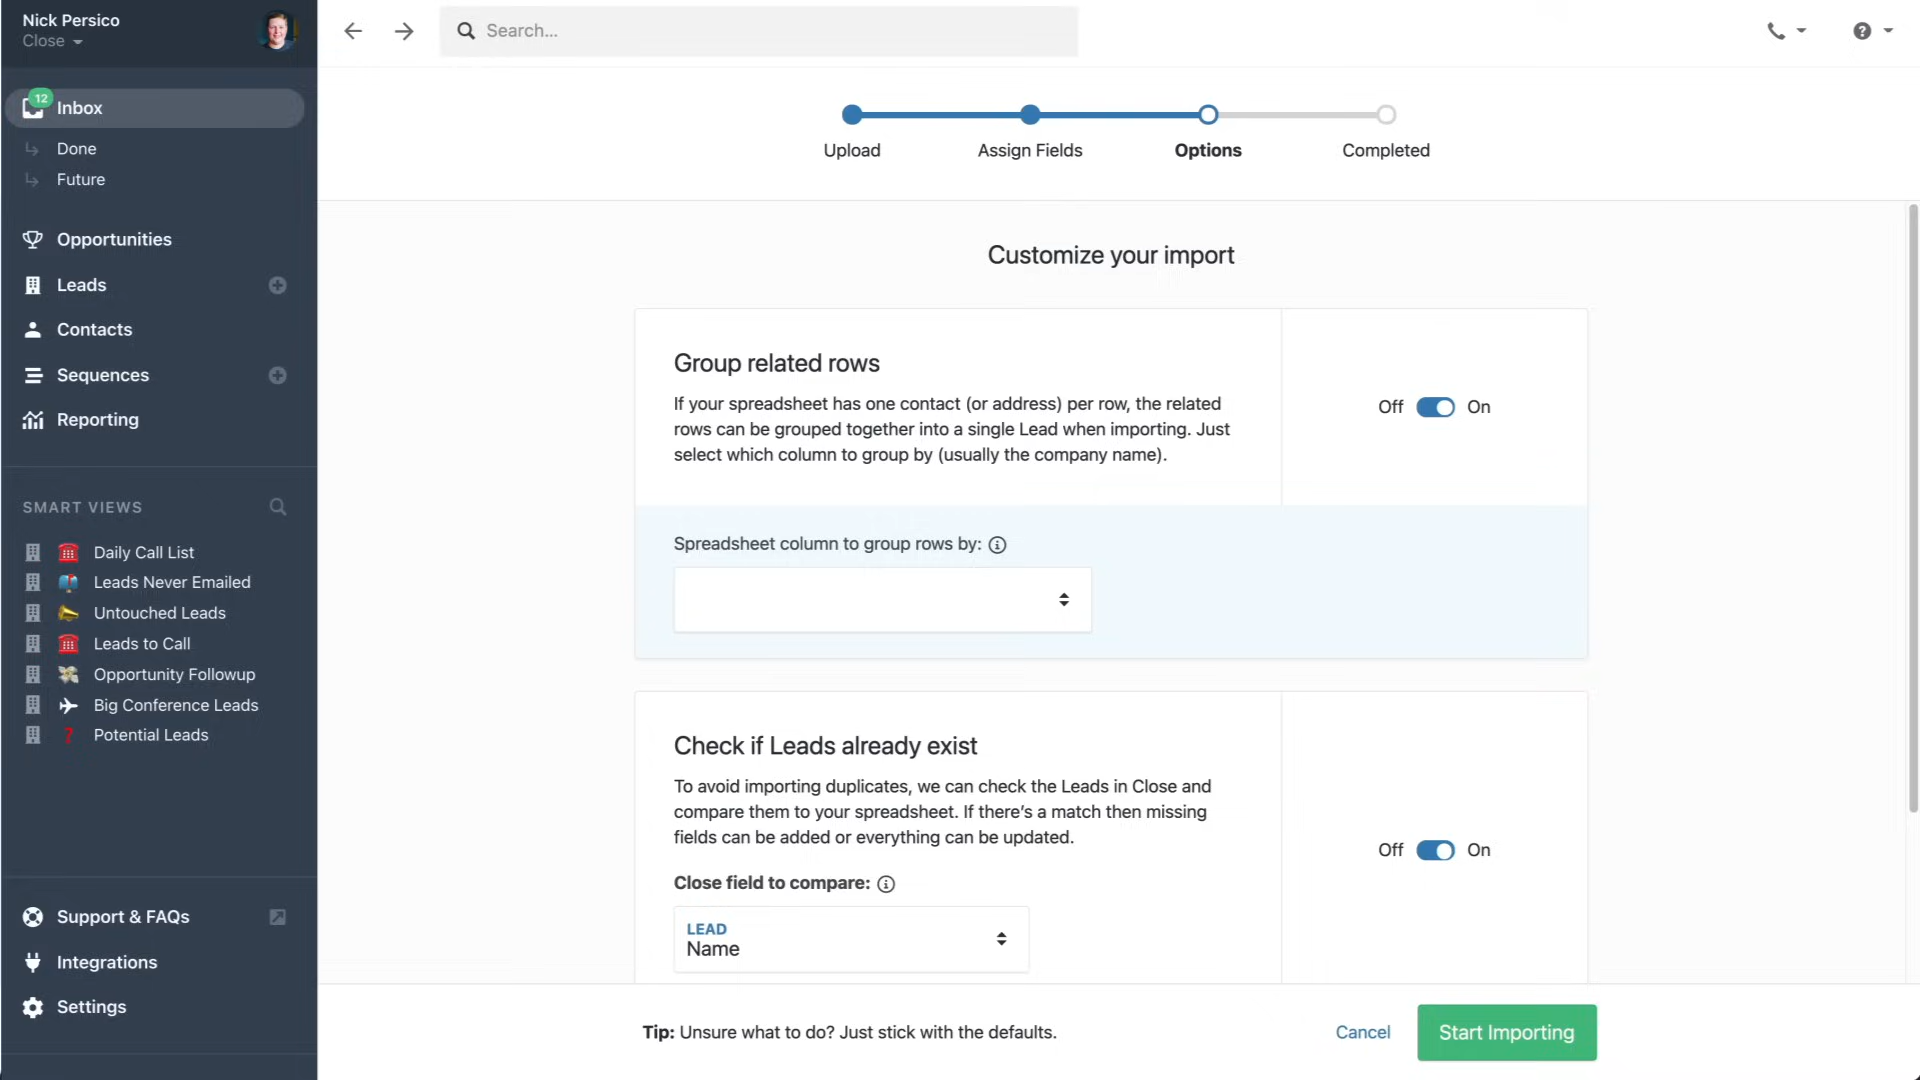 Nick Persico
Close
Search...
12
Inbox
Done
Future
Opportunities
Leads
Contacts
Sequences
Reporting
SMART VIEWS
Daily Call List
Leads Never Emailed
Untouched Leads
Leads to Call
Opportunity Followup
Big Conference Leads
Potential Leads
Support & FAQs
Integrations
Settings
Upload
Assign Fields
Options
Completed
Customize your import
Group related rows
If your spreadsheet has one contact (or address) per row, the related
rows can be grouped together into a single Lead when importing. Just
select which column to group by (usually the company name).
Off On
Spreadsheet column to group rows by:
Check if Leads already exist
To avoid importing duplicates, we can check the Leads in Close and
compare them to your spreadsheet. If there's a match then missing
fields can be added or everything can be updated.
Off On
Close field to compare:
LEAD
Name
Tip: Unsure what to do? Just stick with the defaults.
Cancel
Start Importing